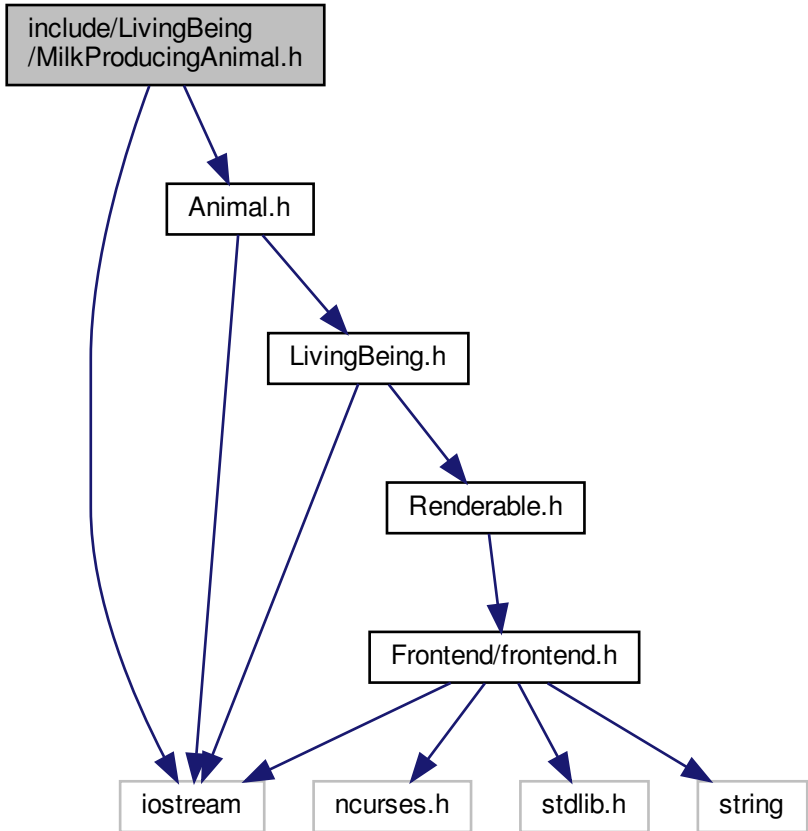 include/LivingBeing
/MilkProducingAnimal.h
Animal.h
LivingBeing.h
Renderable.h
Frontend/frontend.h
iostream
ncurses.h
stdlib.h
string